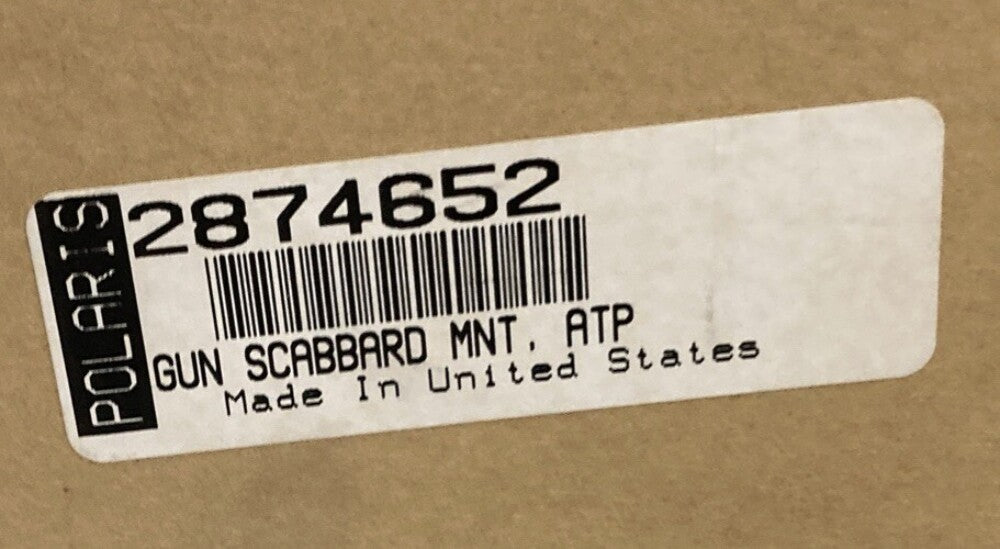 POLARIS
2874652
GUN SCABBARD MNT. ATP
Made In United States